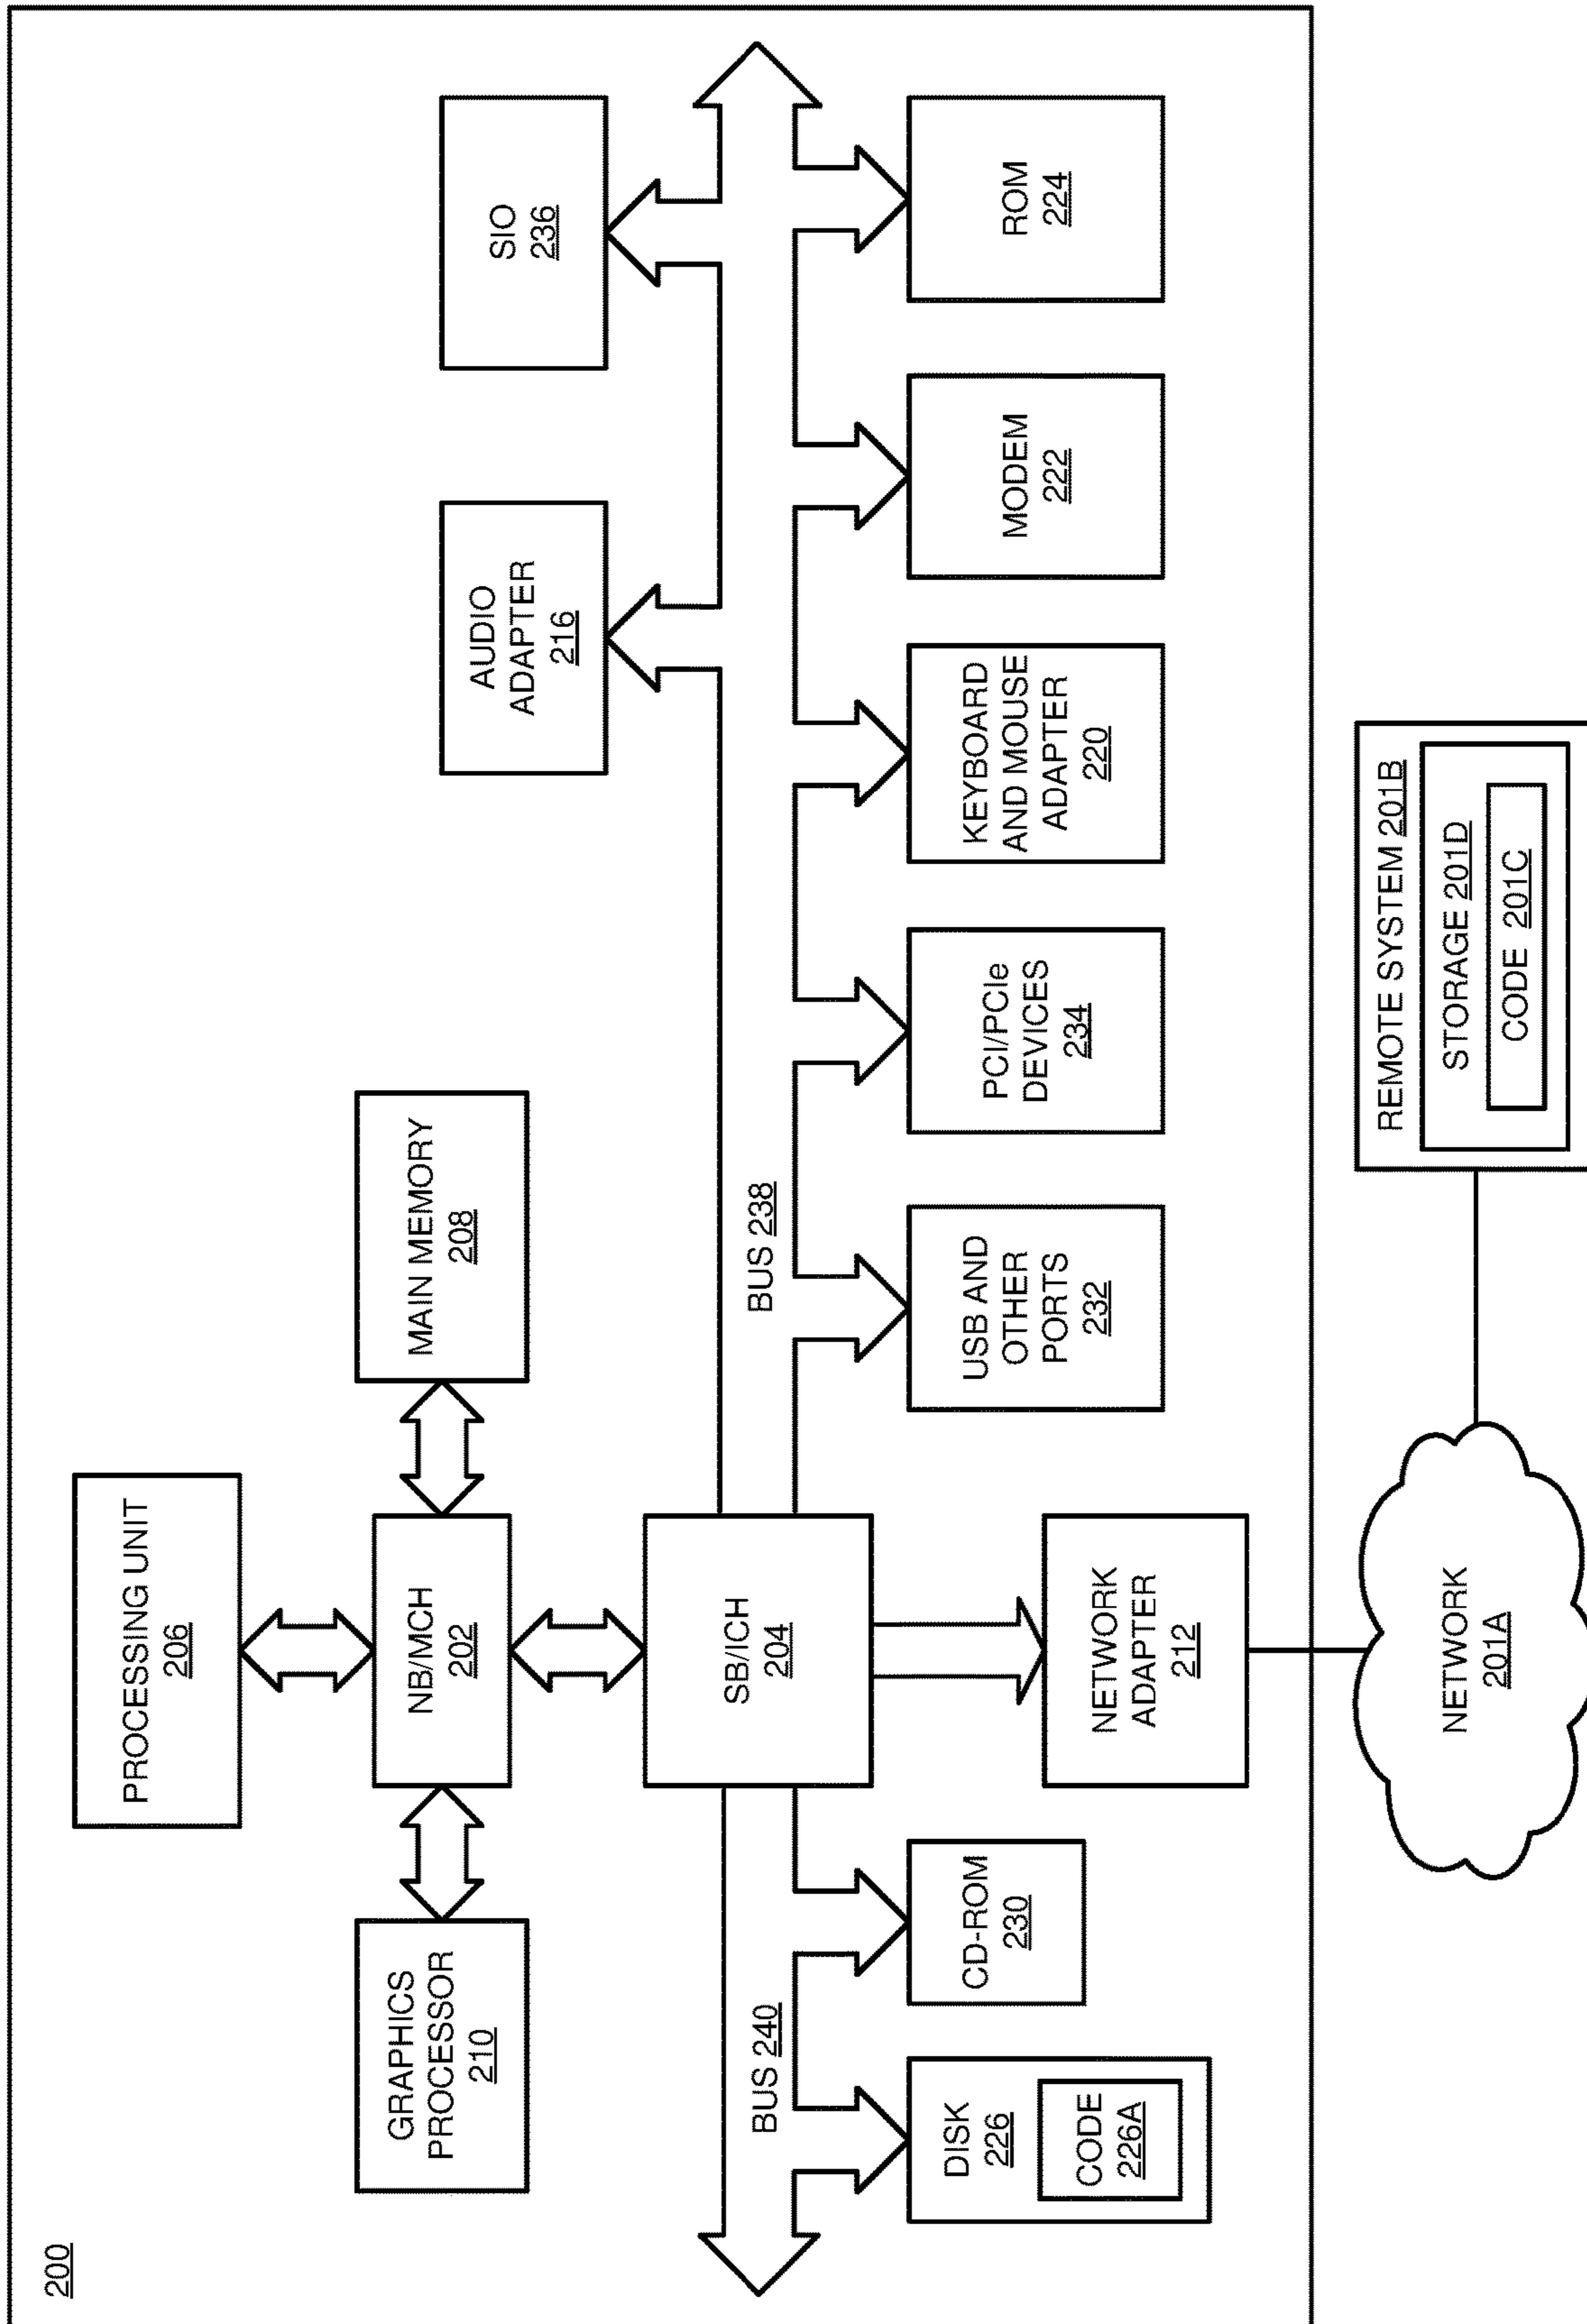 200
PROCESSING UNIT
206
GRAPHICS
PROCESSOR
210
NB/MCH
202
MAIN MEMORY
208
AUDIO
ADAPTER
216
SIO
236
SB/ICH
204
BUS 240
BUS 238
DISK
226
CODE
226A
CD-ROM
230
USB AND
OTHER
PORTS
232
PCI/PCIe
DEVICES
234
KEYBOARD
AND MOUSE
ADAPTER
220
MODEM
222
ROM
224
NETWORK
ADAPTER
212
NETWORK
201A
REMOTE SYSTEM 201B
STORAGE 201D
CODE 201C